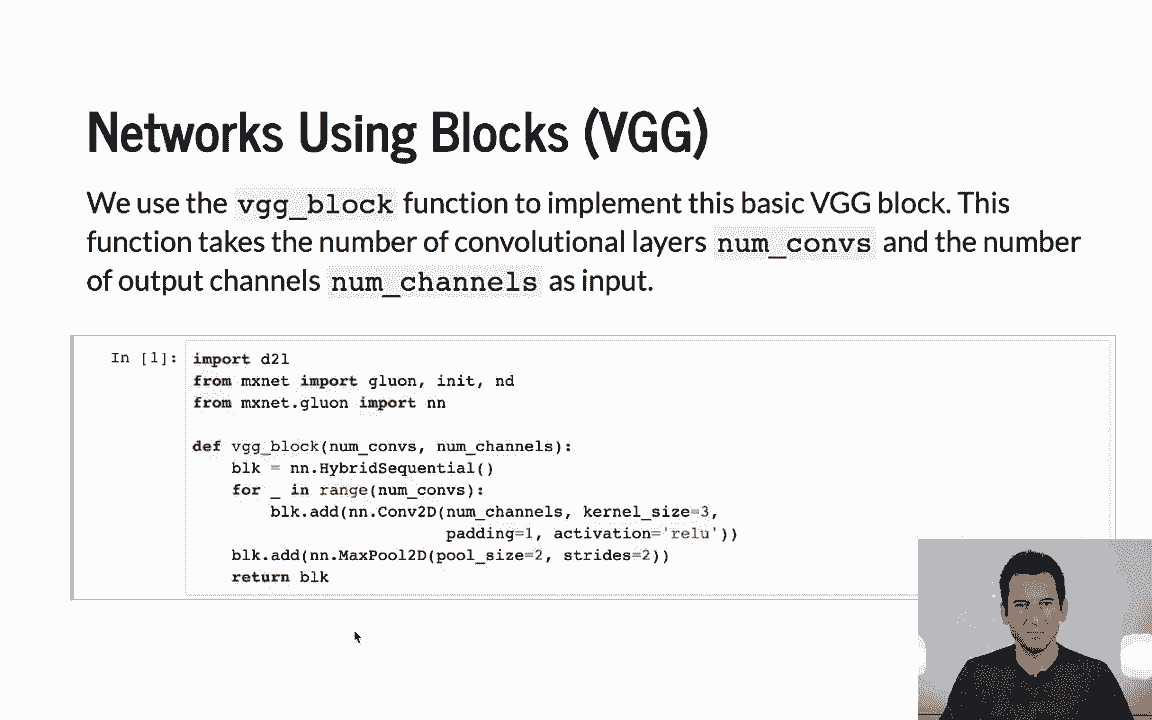 Networks Using Blocks (VGG)
We use the vgg_block function to implement this basic VGG block. This
function takes the number of convolutional layers num_convs and the number
of output channels num_channels as input.
In [1]: import d2l
from mxnet import gluon, init, nd
from mxnet.gluon import nn
def vgg_block(num_convs, num_channels):
    blk = nn.HybridSequential()
    for _ in range(num_convs):
        blk.add(nn.Conv2D(num_channels, kernel_size=3,
                          padding=1, activation='relu'))
    blk.add(nn.MaxPool2D(pool_size=2, strides=2))
    return blk